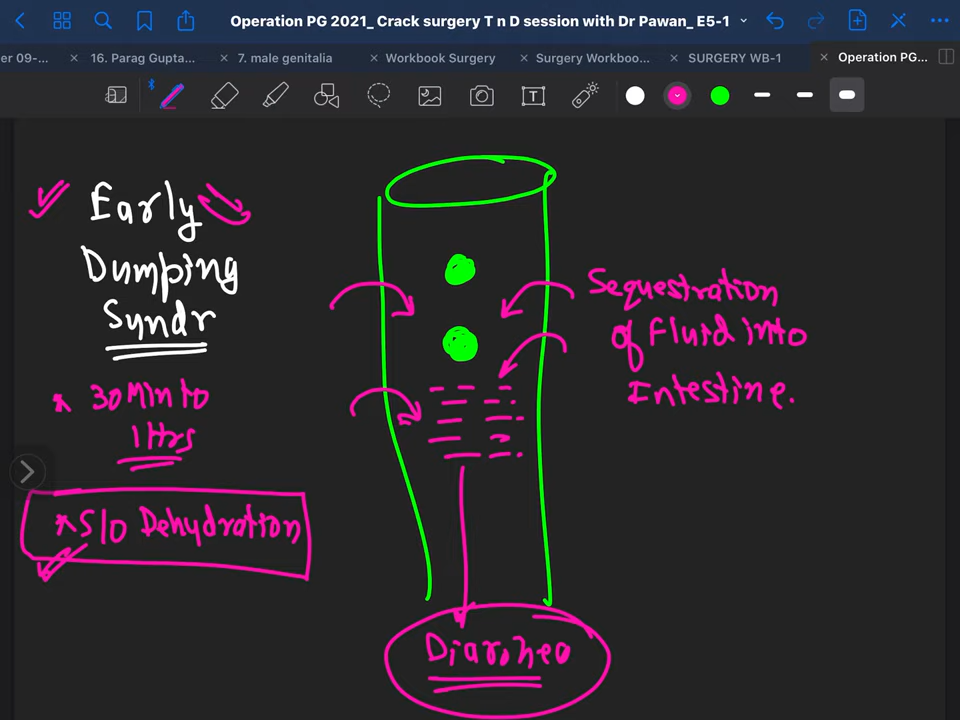 Operation PG 2021_ Crack surgery T n D session with Dr Pawan_ E5-1
er 09-...
16. Parag Gupta...
7. male genitalia
Workbook Surgery
Surgery Workboo...
SURGERY WB-1
Operation PG...
T
Early
Dumping
Syndr
* 30 Min to
1 Hrs
* S/O Dehydration
Sequestration
of Fluid into
Intestine.
Diarrhea